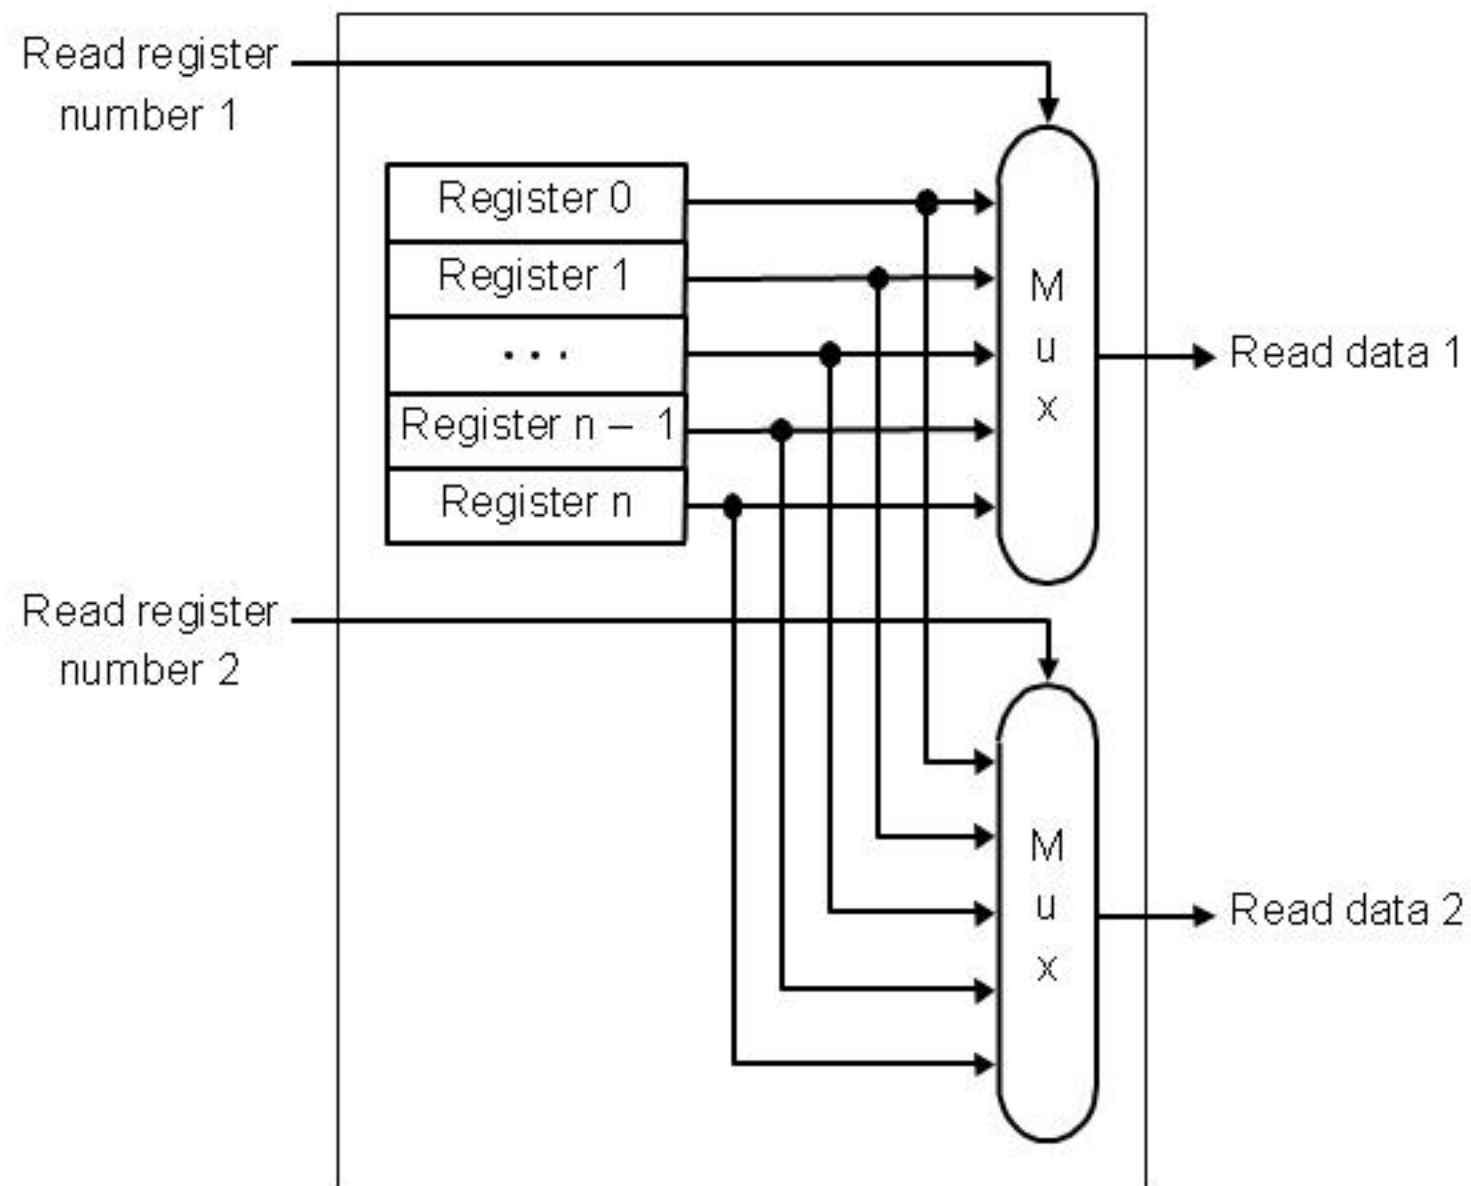 Read register
number 1
Register 0
Register 1
...
Register n – 1
Register n
M
u
x
Read data 1
Read register
number 2
M
u
x
Read data 2